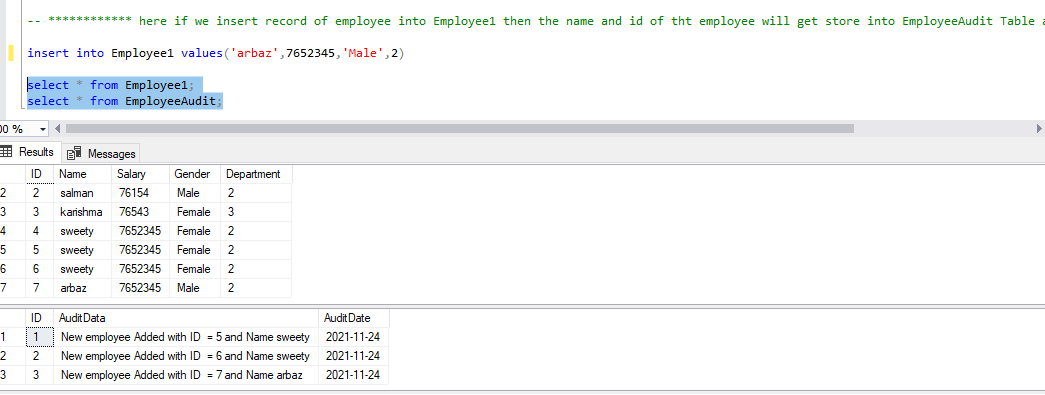 -- ************ here if we insert record of employee into Employee1 then the name and id of tht employee will get store into EmployeeAudit Table
insert into Employee1 values('arbaz',7652345,'Male',2)
select * from Employee1;
select * from EmployeeAudit;
00 %
Results Messages
ID Name Salary Gender Department
2 2 salman 76154 Male 2
3 3 karishma 76543 Female 3
4 4 sweety 7652345 Female 2
5 5 sweety 7652345 Female 2
6 6 sweety 7652345 Female 2
7 7 arbaz 7652345 Male 2
ID AuditData AuditDate
1 1 New employee Added with ID = 5 and Name sweety 2021-11-24
2 2 New employee Added with ID = 6 and Name sweety 2021-11-24
3 3 New employee Added with ID = 7 and Name arbaz 2021-11-24